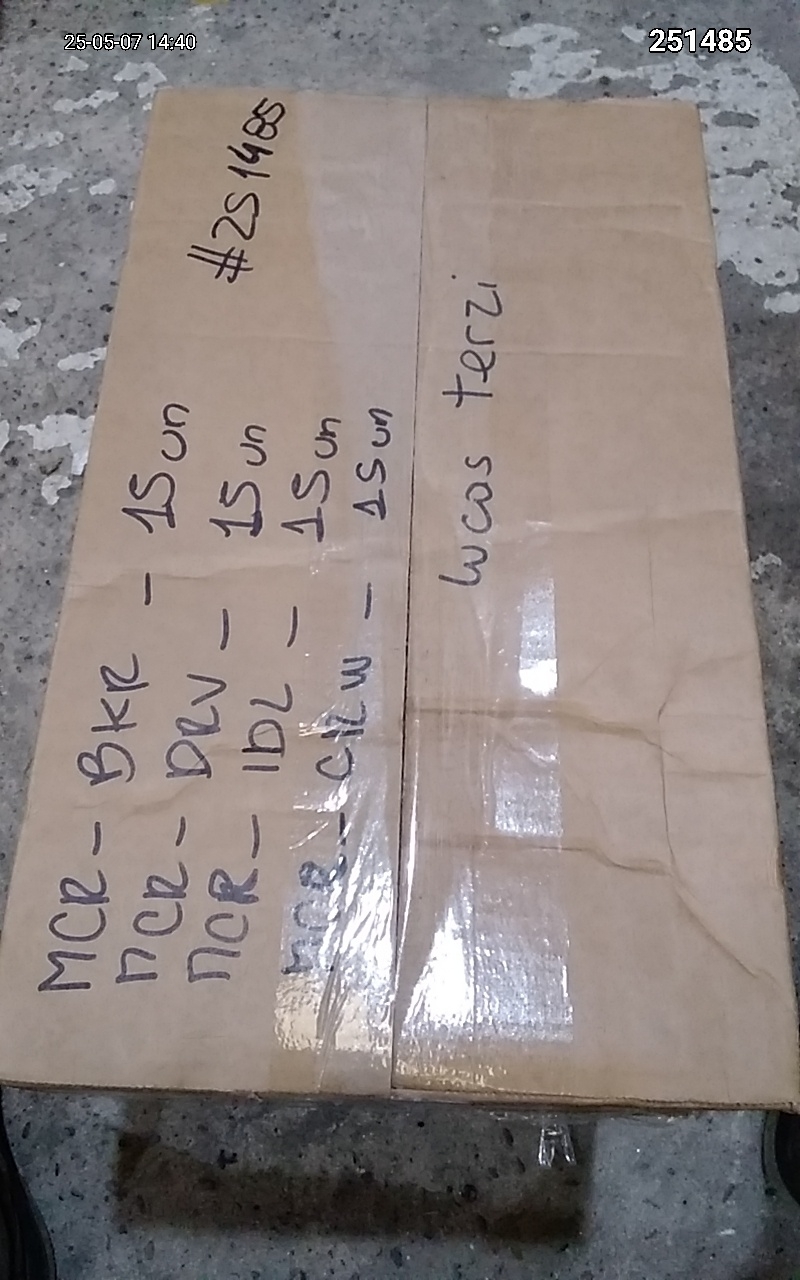 25-05-07 14:40
251485
#251485
MCR - BKR - 15un
MCR - DRV - 15un
MCR - IDL - 15un
MCR - CRW - 15un
Lucas terzi